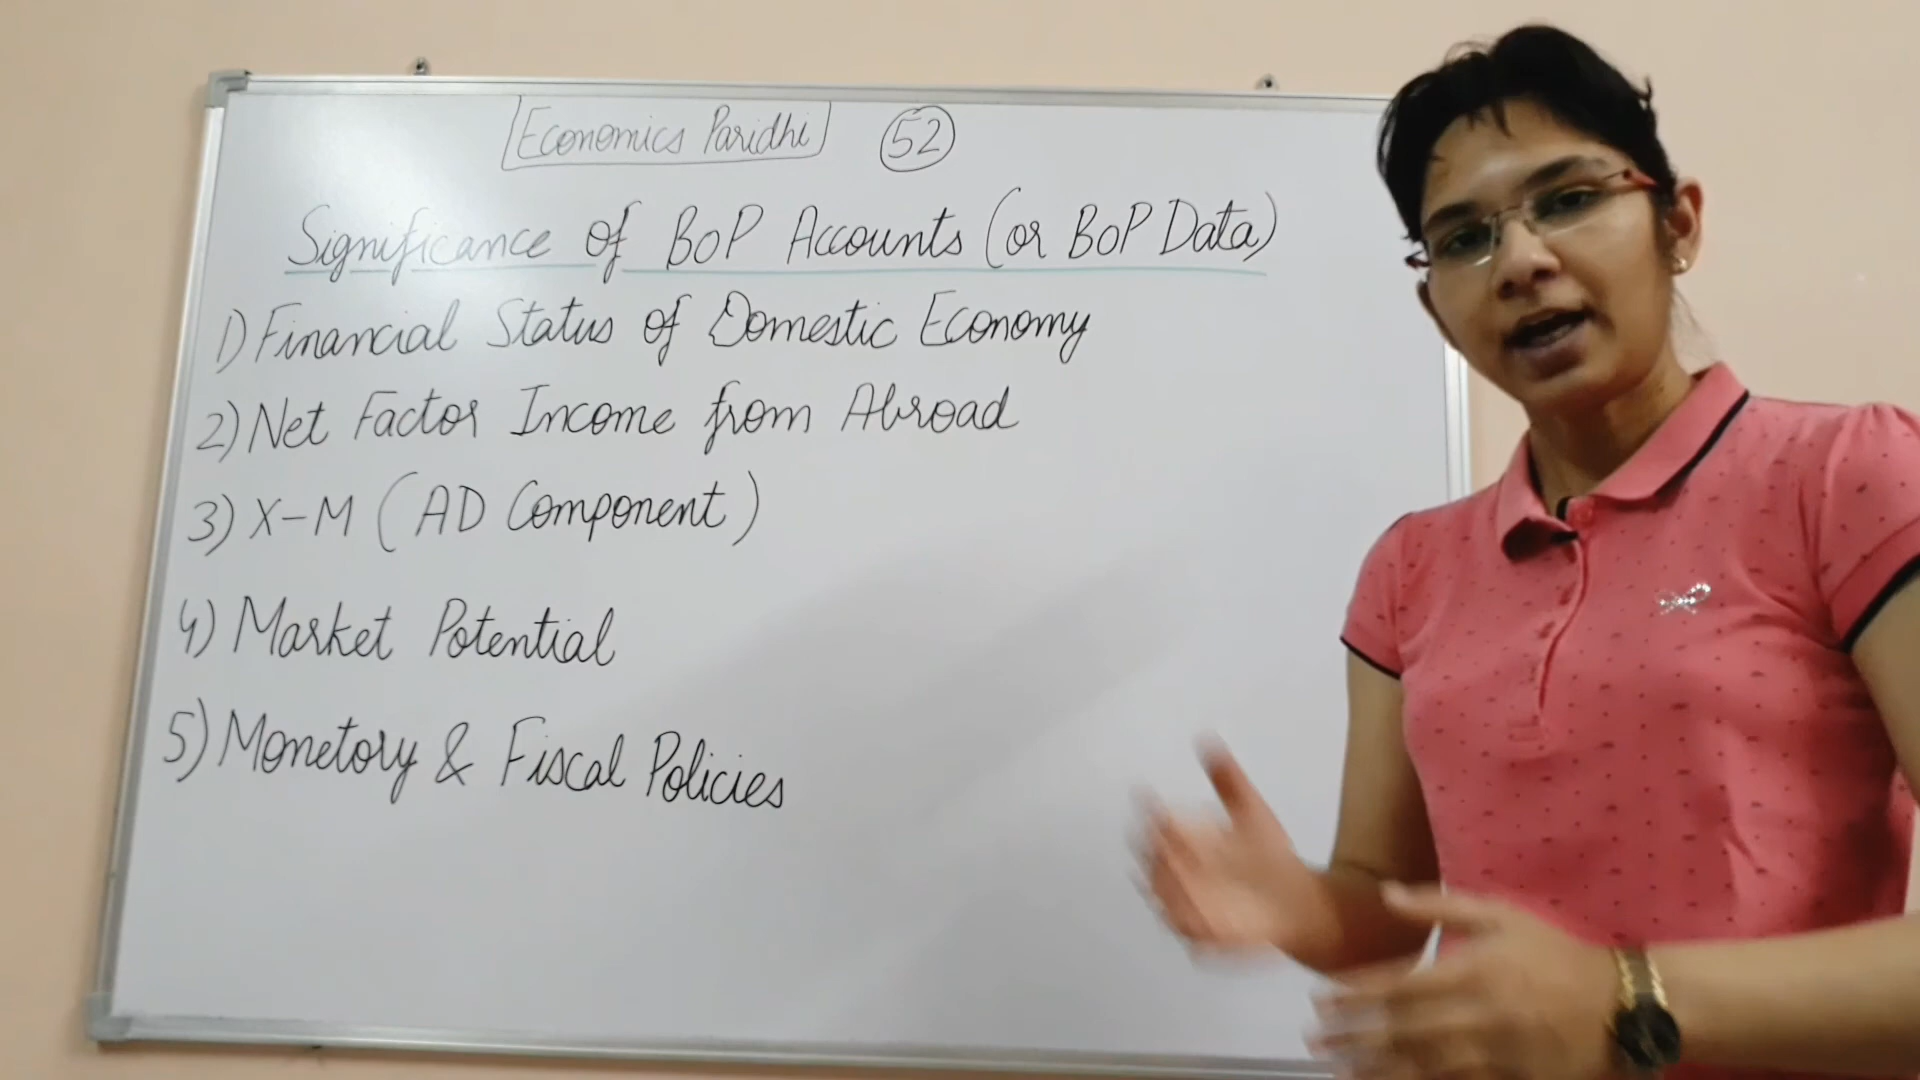 Economics Paridhi 52
Significance of BoP Accounts (or BoP Data)
1) Financial Status of Domestic Economy
2) Net Factor Income from Abroad
3) X-M (AD Component)
4) Market Potential
5) Monetory & Fiscal Policies